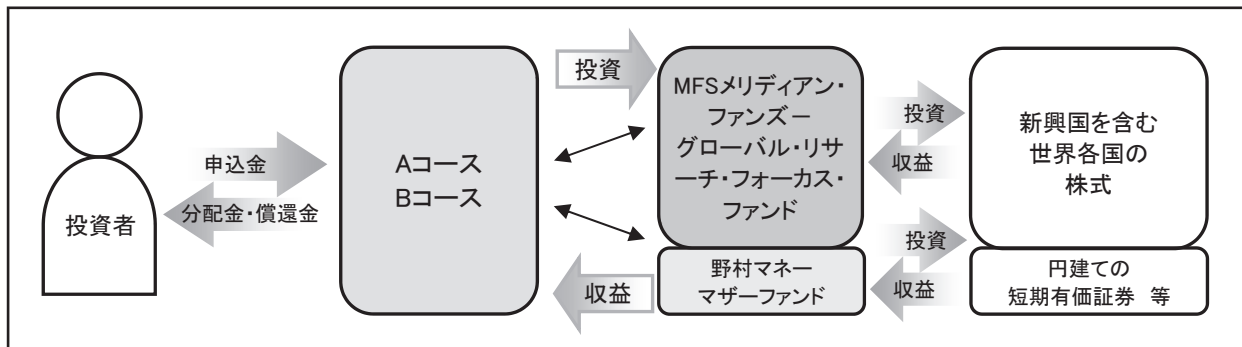 投資者
申込金
分配金・償還金
Aコース
Bコース
投資
収益
MFSメリディアン・
ファンズー
グローバル・リサ
ーチ・フォーカス・
ファンド
野村マネー
マザーファンド
投資
収益
投資
収益
新興国を含む
世界各国の
株式
円建ての
短期有価証券 等